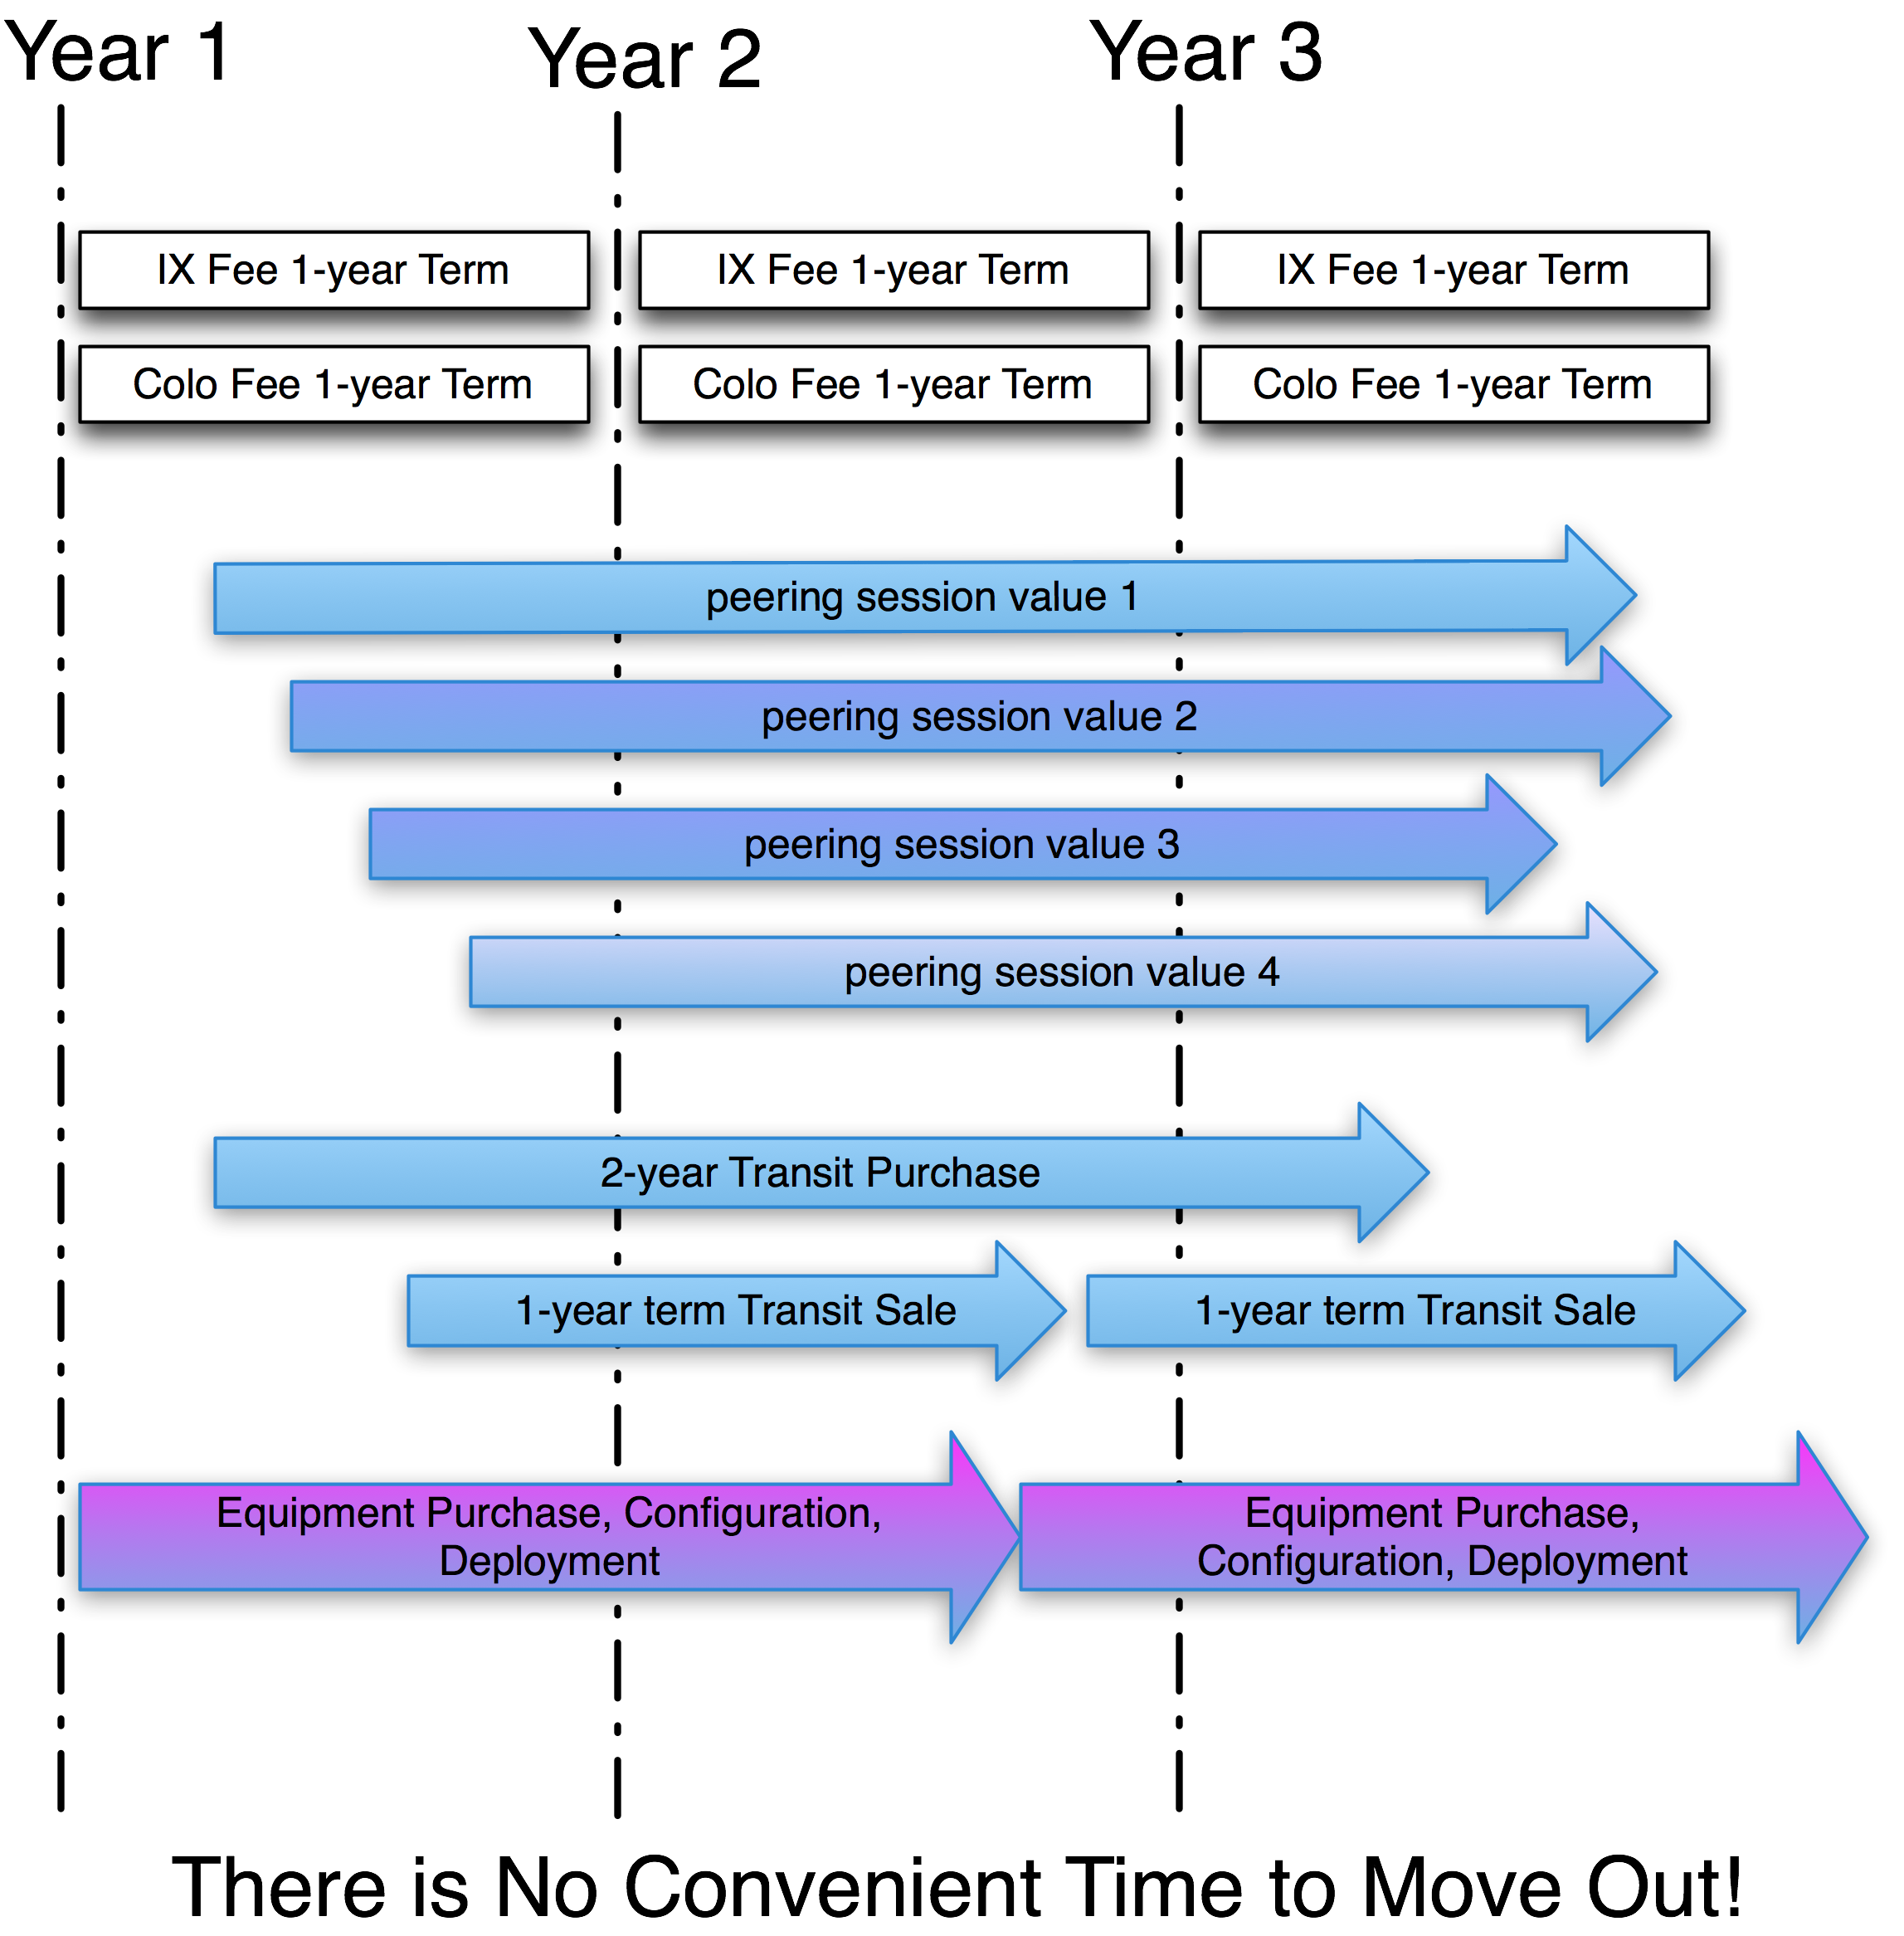 Year 1
Year 2
Year 3
IX Fee 1-year Term
IX Fee 1-year Term
IX Fee 1-year Term
Colo Fee 1-year Term
Colo Fee 1-year Term
Colo Fee 1-year Term
peering session value 1
peering session value 2
peering session value 3
peering session value 4
2-year Transit Purchase
1-year term Transit Sale
1-year term Transit Sale
Equipment Purchase, Configuration,
Deployment
Equipment Purchase,
Configuration, Deployment
There is No Convenient Time to Move Out!